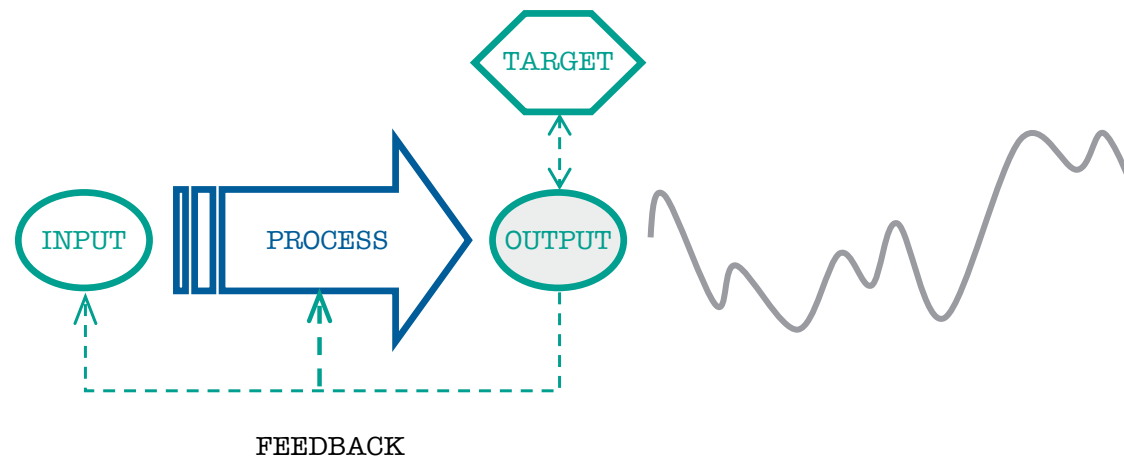 TARGET
INPUT
PROCESS
OUTPUT
FEEDBACK